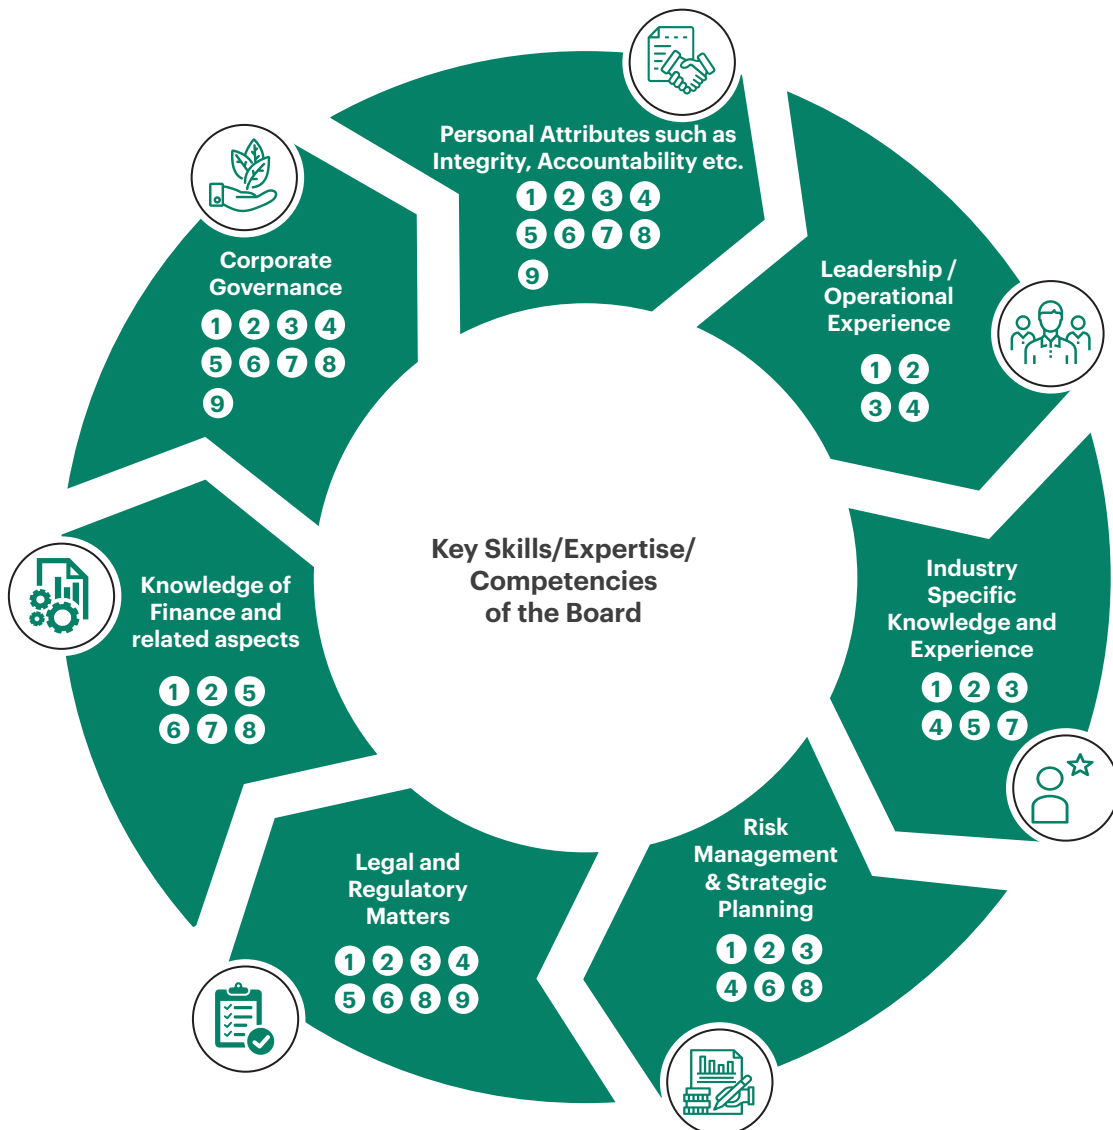 Personal Attributes such as
Integrity, Accountability etc.
1 2 3 4
5 6 7 8
9
Leadership /
Operational
Experience
1 2
3 4
Industry
Specific
Knowledge and
Experience
1 2 3
4 5 7
Risk
Management
& Strategic
Planning
1 2 3
4 6 8
Legal and
Regulatory
Matters
1 2 3 4
5 6 8 9
Knowledge of
Finance and
related aspects
1 2 5
6 7 8
Corporate
Governance
1 2 3 4
5 6 7 8
9
Key Skills/Expertise/
Competencies
of the Board